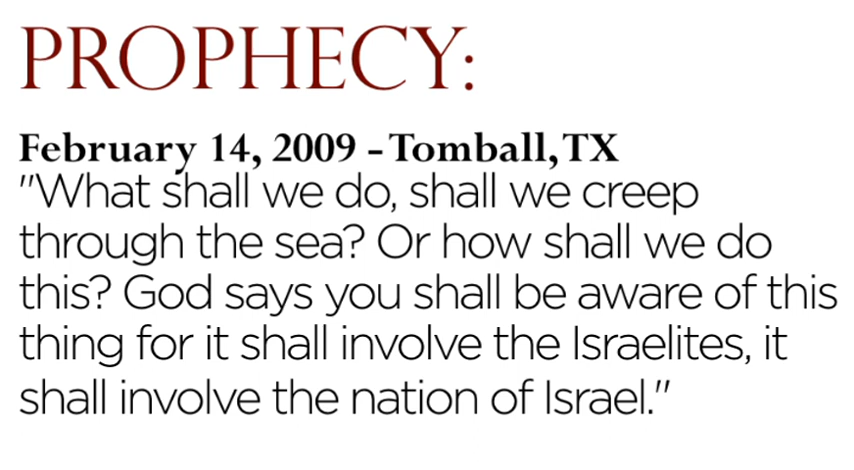 PROPHECY:
February 14, 2009 - Tomball, TX
"What shall we do, shall we creep
through the sea? Or how shall we do
this? God says you shall be aware of this
thing for it shall involve the Israelites, it
shall involve the nation of Israel."